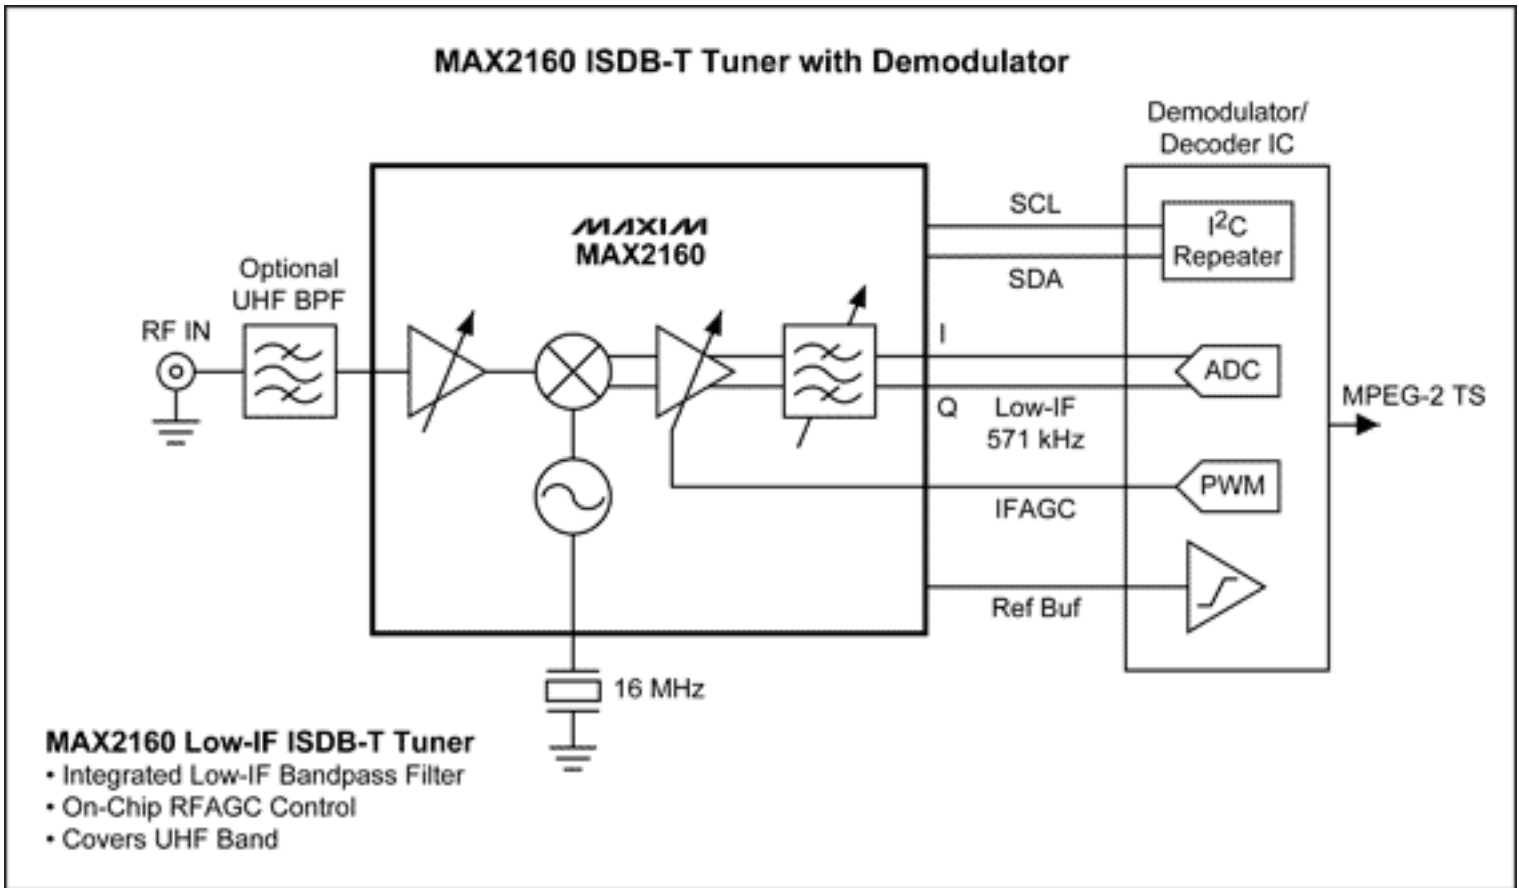 MAX2160 ISDB-T Tuner with Demodulator
Demodulator/
Decoder IC
MAXIM
MAX2160
SCL
I²C
Repeater
SDA
Optional
UHF BPF
RF IN
I
ADC
Q
Low-IF
571 kHz
MPEG-2 TS
PWM
IFAGC
Ref Buf
16 MHz
MAX2160 Low-IF ISDB-T Tuner
• Integrated Low-IF Bandpass Filter
• On-Chip RFAGC Control
• Covers UHF Band